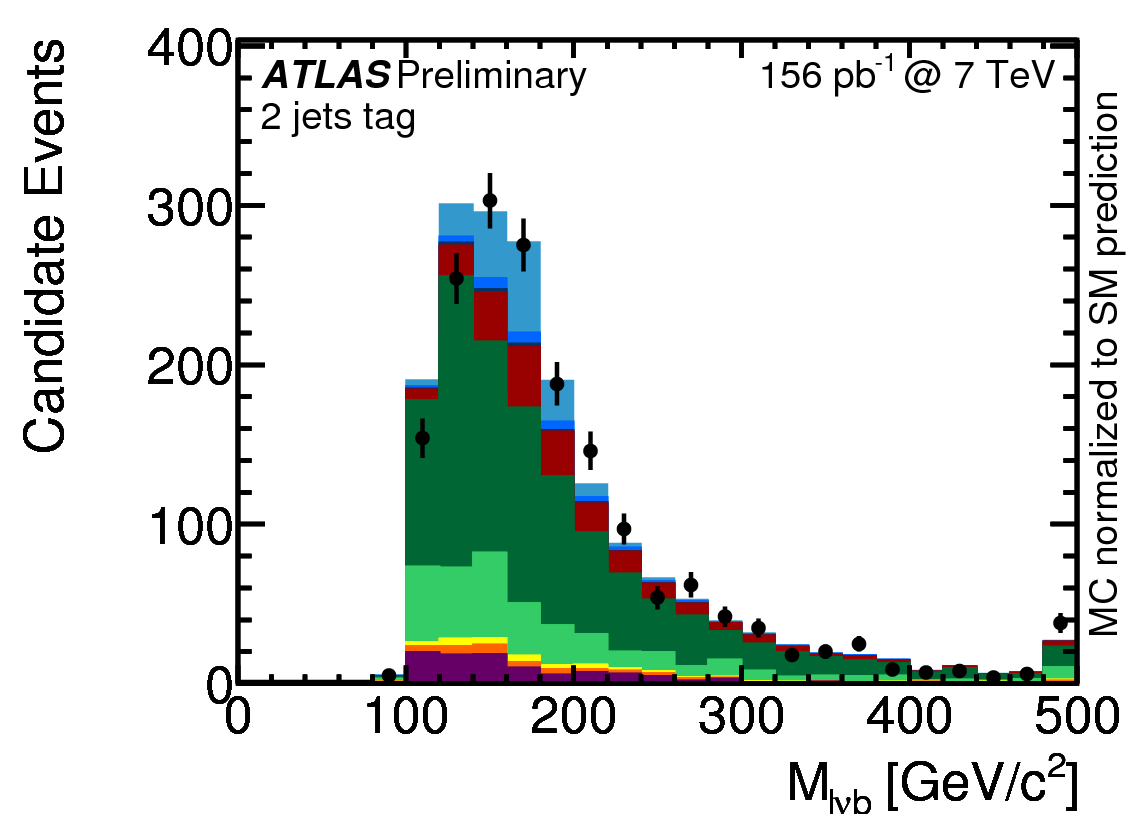 Candidate Events
400
300
200
100
0
ATLAS Preliminary
156 pb⁻¹ @ 7 TeV
2 jets tag
MC normalized to SM prediction
0 100 200 300 400 500
M_lνb [GeV/c²]